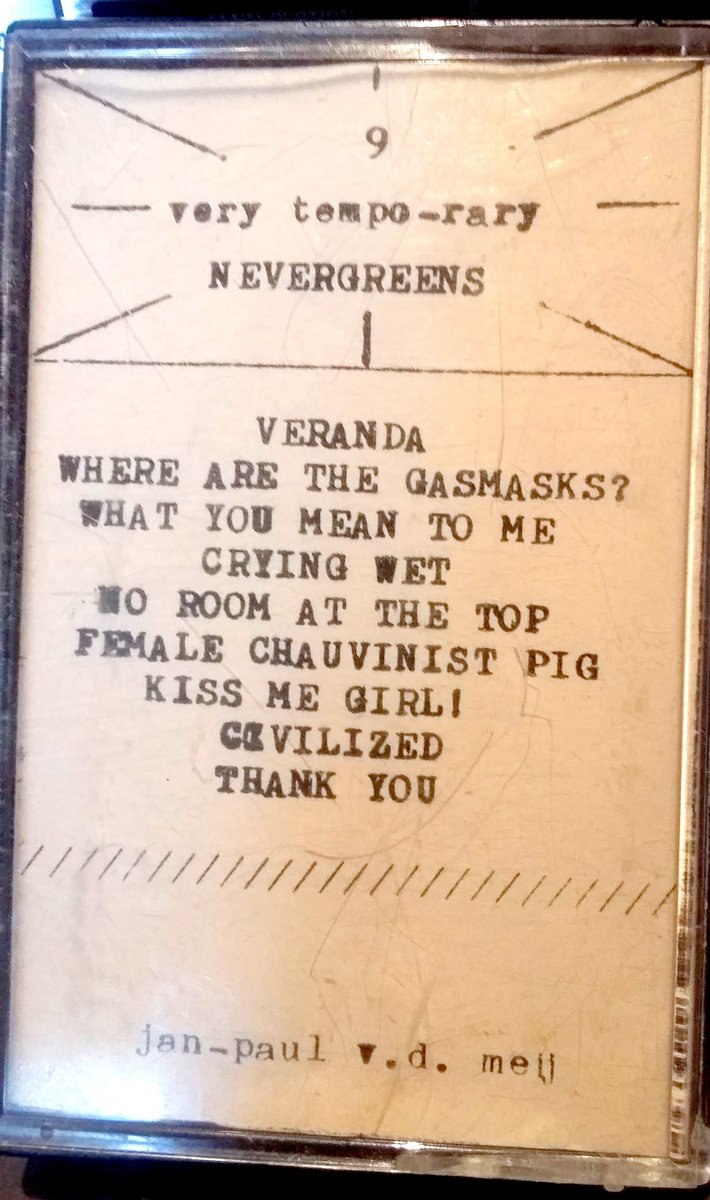 9
very tempo-rary
NEVERGREENS
VERANDA
WHERE ARE THE GASMASKS?
WHAT YOU MEAN TO ME
CRYING WET
NO ROOM AT THE TOP
FEMALE CHAUVINIST PIG
KISS ME GIRL!
CIVILIZED
THANK YOU
////////////////////////////
jan-paul v.d. meij